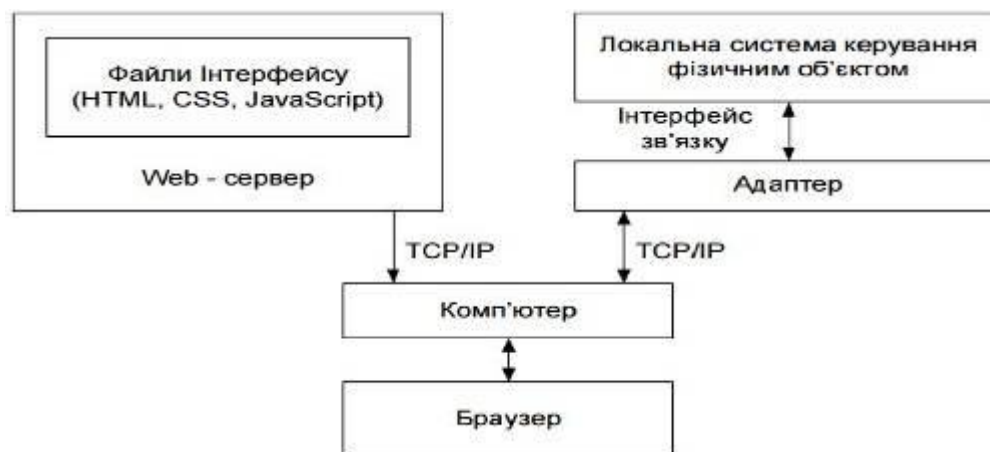 Файли Інтерфейсу
(HTML, CSS, JavaScript)
Web - сервер
Локальна система керування
фізичним об'єктом
Інтерфейс
зв'язку
Адаптер
TCP/IP
TCP/IP
Комп'ютер
Браузер